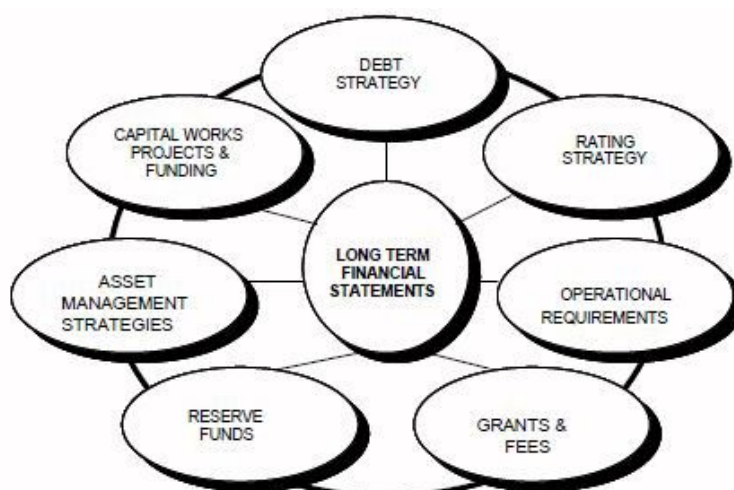 DEBT
STRATEGY
CAPITAL WORKS
PROJECTS &
FUNDING
RATING
STRATEGY
LONG TERM
FINANCIAL
STATEMENTS
ASSET
MANAGEMENT
STRATEGIES
OPERATIONAL
REQUIREMENTS
RESERVE
FUNDS
GRANTS &
FEES